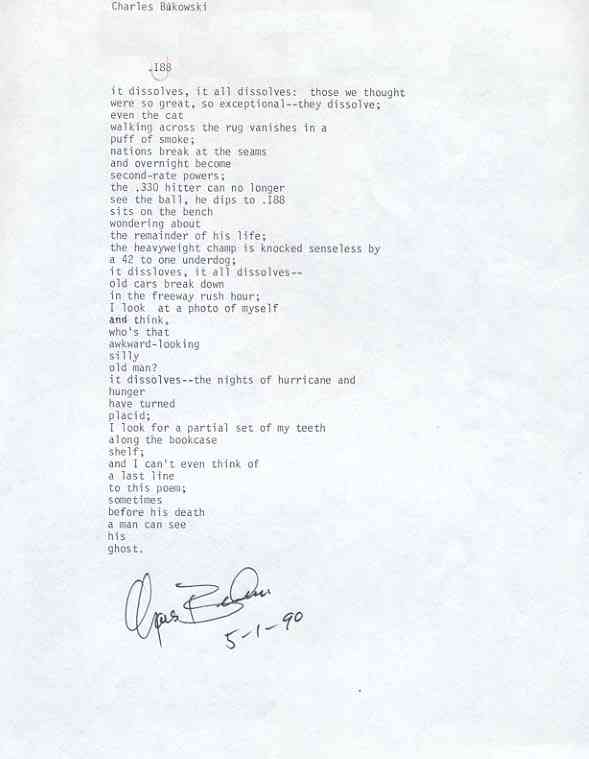 Charles Bukowski
.I88
it dissolves, it all dissolves: those we thought
were so great, so exceptional--they dissolve;
even the cat
walking across the rug vanishes in a
puff of smoke;
nations break at the seams
and overnight become
second-rate powers;
the .330 hitter can no longer
see the ball, he dips to .I88
sits on the bench
wondering about
the remainder of his life;
the heavyweight champ is knocked senseless by
a 42 to one underdog;
it dissloves, it all dissolves--
old cars break down
in the freeway rush hour;
I look at a photo of myself
and think,
who's that
awkward-looking
silly
old man?
it dissolves--the nights of hurricane and
hunger
have turned
placid;
I look for a partial set of my teeth
along the bookcase
shelf;
and I can't even think of
a last line
to this poem;
sometimes
before his death
a man can see
his
ghost.
5-1-90